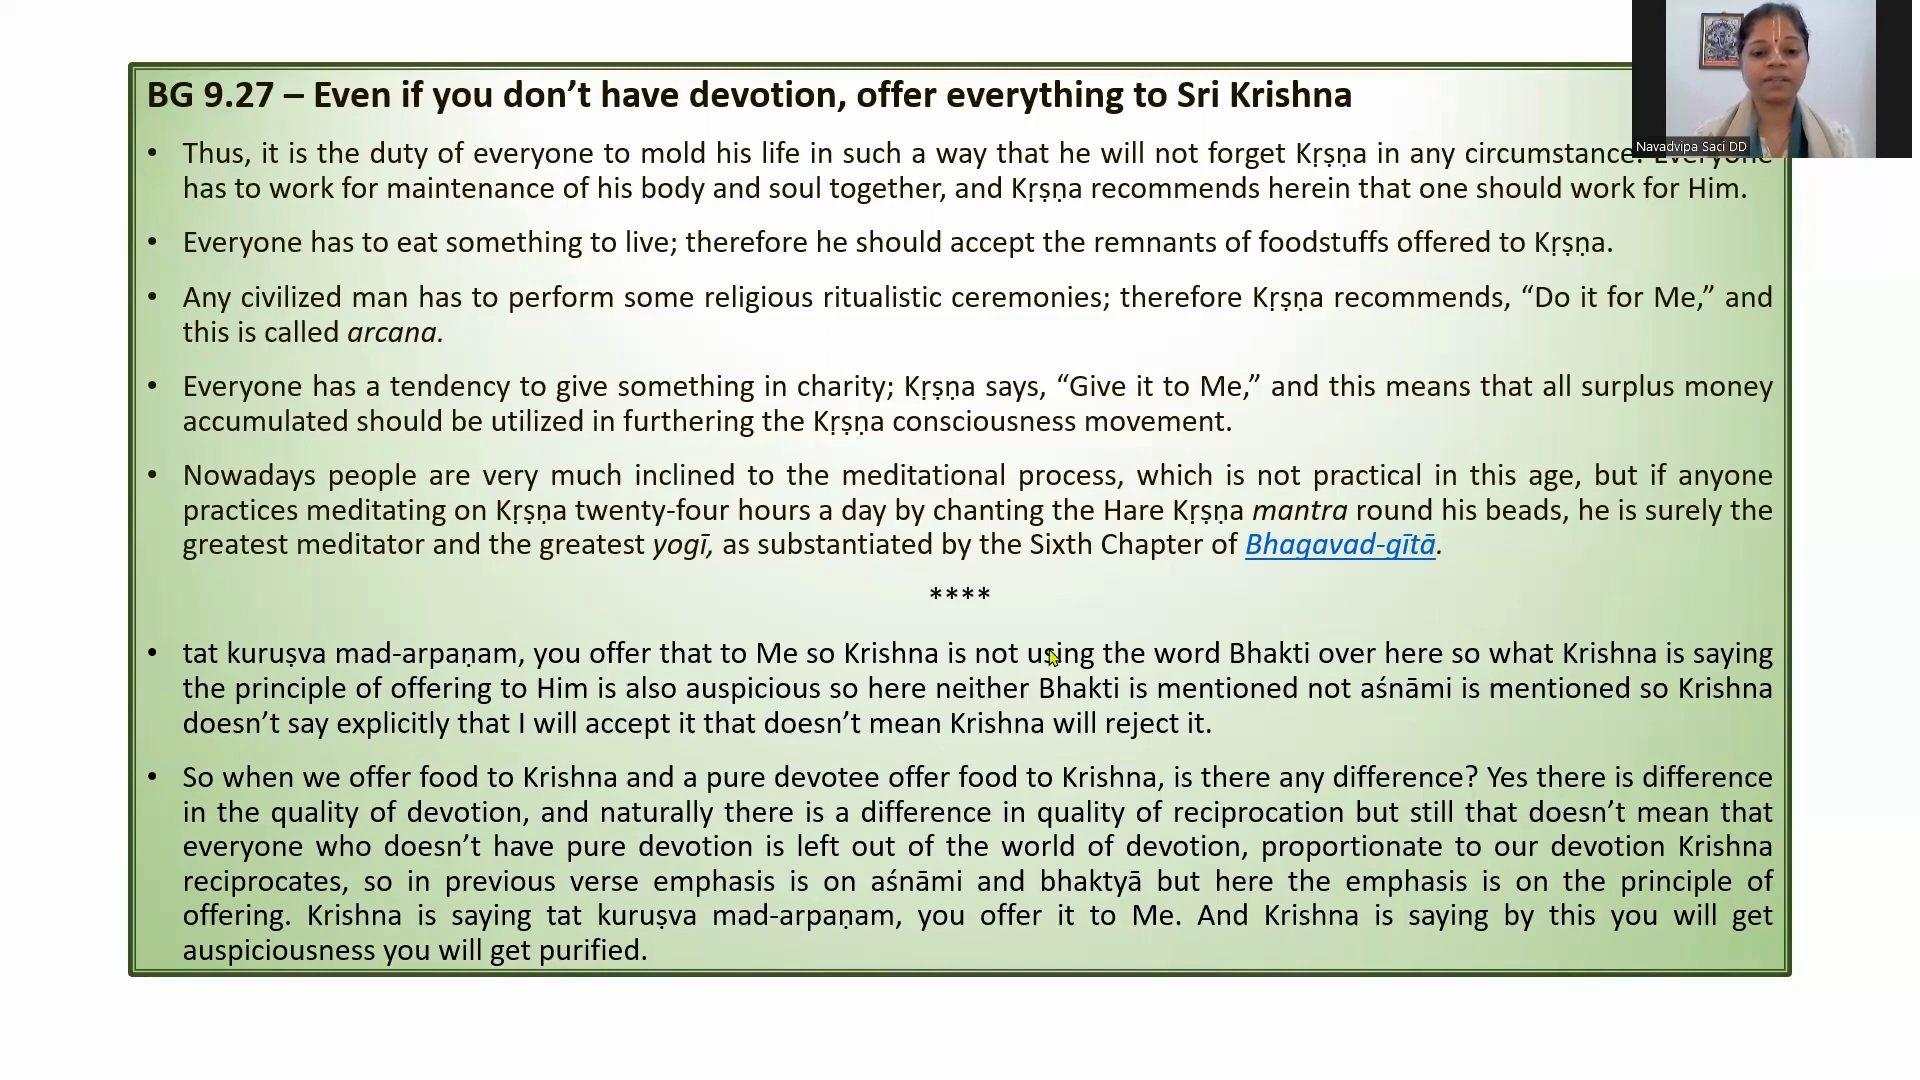 BG 9.27 – Even if you don’t have devotion, offer everything to Sri Krishna
• Thus, it is the duty of everyone to mold his life in such a way that he will not forget Kṛṣṇa in any circumstance. Everyone
has to work for maintenance of his body and soul together, and Kṛṣṇa recommends herein that one should work for Him.
• Everyone has to eat something to live; therefore he should accept the remnants of foodstuffs offered to Kṛṣṇa.
• Any civilized man has to perform some religious ritualistic ceremonies; therefore Kṛṣṇa recommends, “Do it for Me,” and
this is called arcana.
• Everyone has a tendency to give something in charity; Kṛṣṇa says, “Give it to Me,” and this means that all surplus money
accumulated should be utilized in furthering the Kṛṣṇa consciousness movement.
• Nowadays people are very much inclined to the meditational process, which is not practical in this age, but if anyone
practices meditating on Kṛṣṇa twenty-four hours a day by chanting the Hare Kṛṣṇa mantra round his beads, he is surely the
greatest meditator and the greatest yogī, as substantiated by the Sixth Chapter of Bhagavad-gītā.
****
• tat kuruṣva mad-arpaṇam, you offer that to Me so Krishna is not using the word Bhakti over here so what Krishna is saying
the principle of offering to Him is also auspicious so here neither Bhakti is mentioned not aśnāmi is mentioned so Krishna
doesn’t say explicitly that I will accept it that doesn’t mean Krishna will reject it.
• So when we offer food to Krishna and a pure devotee offer food to Krishna, is there any difference? Yes there is difference
in the quality of devotion, and naturally there is a difference in quality of reciprocation but still that doesn’t mean that
everyone who doesn’t have pure devotion is left out of the world of devotion, proportionate to our devotion Krishna
reciprocates, so in previous verse emphasis is on aśnāmi and bhaktyā but here the emphasis is on the principle of
offering. Krishna is saying tat kuruṣva mad-arpaṇam, you offer it to Me. And Krishna is saying by this you will get
auspiciousness you will get purified.
Navadvipa Saci DD